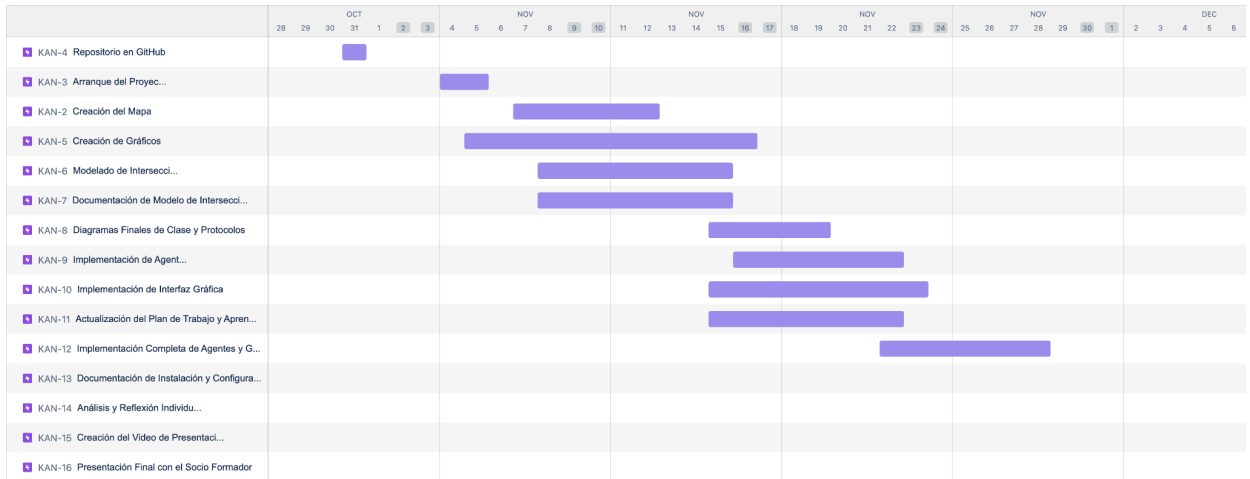 OCT NOV NOV NOV NOV DEC
28 29 30 31 1 2 3 4 5 6 7 8 9 10 11 12 13 14 15 16 17 18 19 20 21 22 23 24 25 26 27 28 29 30 1 2 3 4 5 6
KAN-4 Repositorio en GitHub
KAN-3 Arranque del Proyec...
KAN-2 Creación del Mapa
KAN-5 Creación de Gráficos
KAN-6 Modelado de Intersecci...
KAN-7 Documentación de Modelo de Intersecci...
KAN-8 Diagramas Finales de Clase y Protocolos
KAN-9 Implementación de Agent...
KAN-10 Implementación de Interfaz Gráfica
KAN-11 Actualización del Plan de Trabajo y Apren...
KAN-12 Implementación Completa de Agentes y G...
KAN-13 Documentación de Instalación y Configura...
KAN-14 Análisis y Reflexión Individu...
KAN-15 Creación del Video de Presentaci...
KAN-16 Presentación Final con el Socio Formador